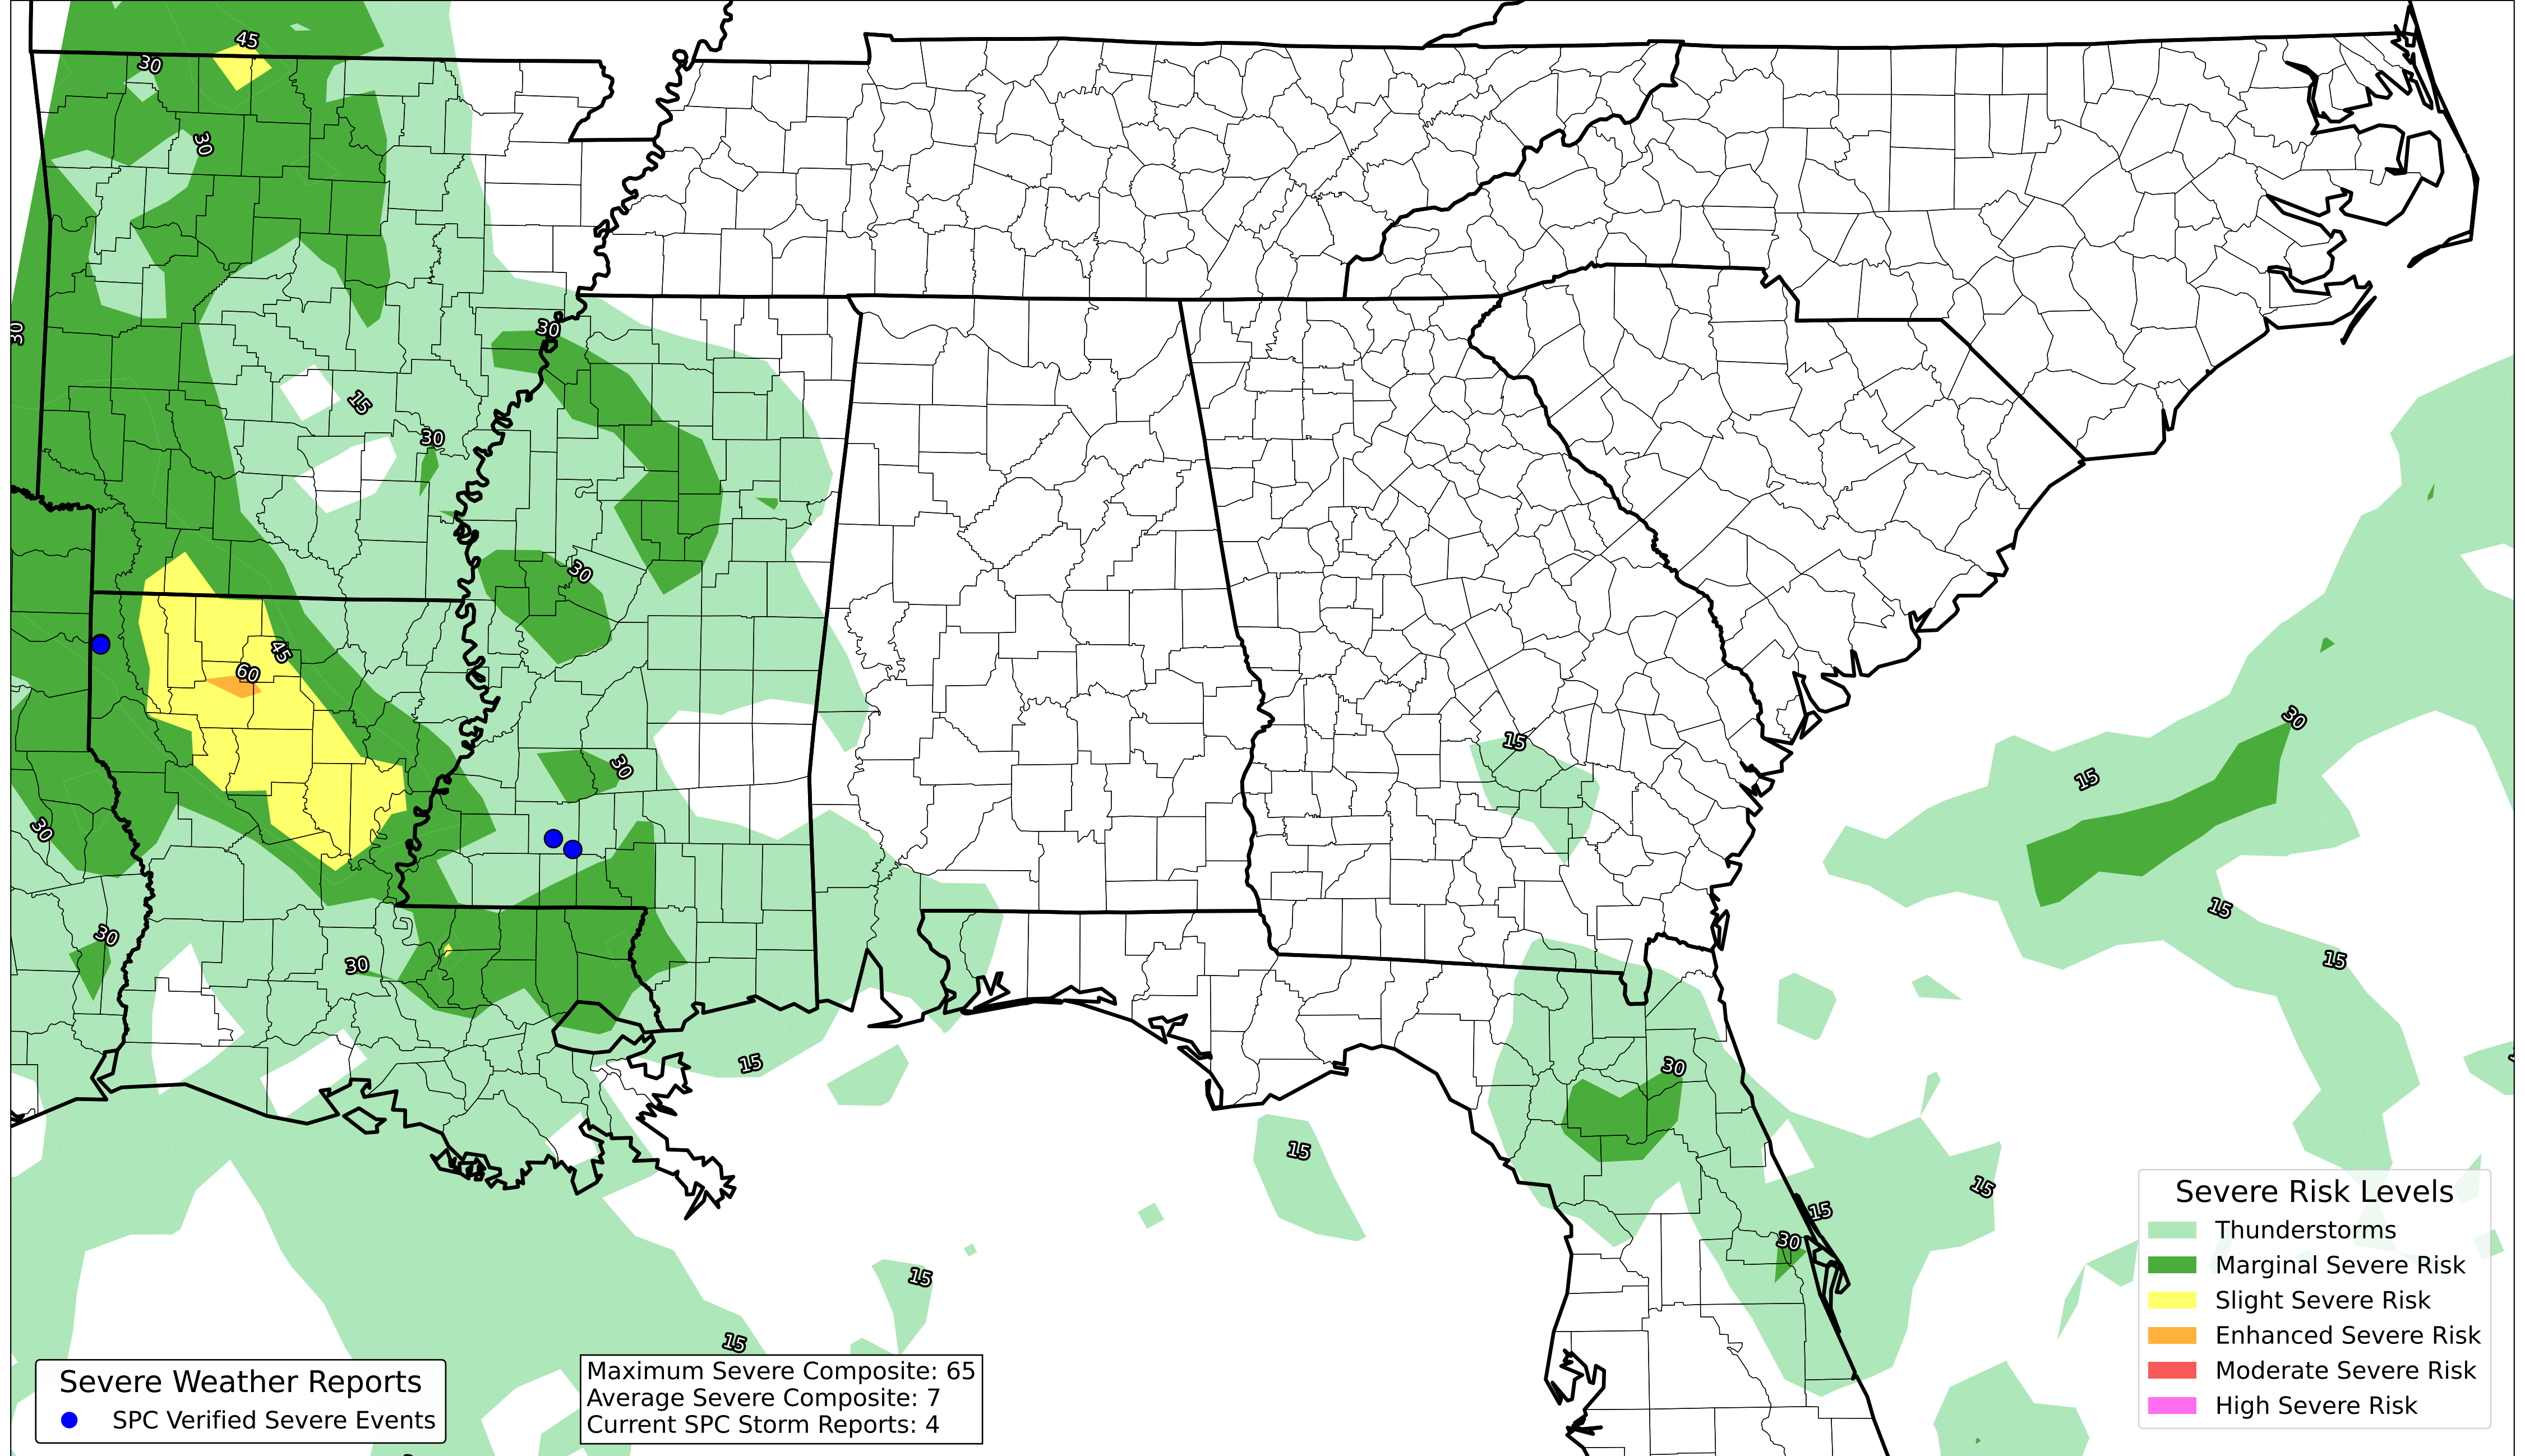 45
30
30
30
30
15
30
30
45
60
15
30
30
15
30
30
15
30
30
15
15
30
15
15
15
15
30
15
15
Severe Weather Reports
SPC Verified Severe Events
Maximum Severe Composite: 65
Average Severe Composite: 7
Current SPC Storm Reports: 4
Severe Risk Levels
Thunderstorms
Marginal Severe Risk
Slight Severe Risk
Enhanced Severe Risk
Moderate Severe Risk
High Severe Risk